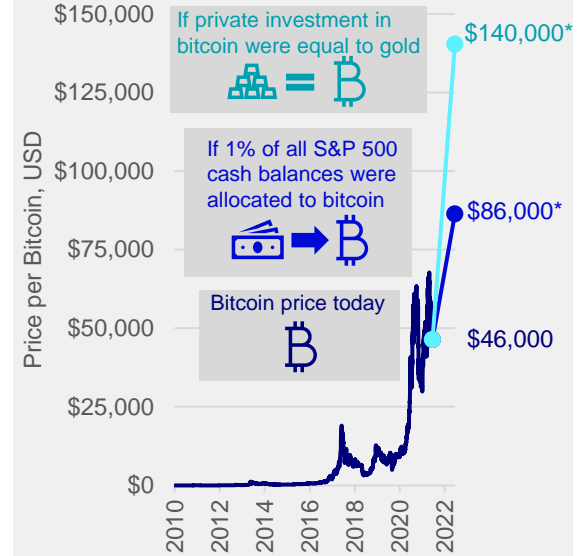 $150,000
$125,000
$100,000
$75,000
$50,000
$25,000
$0
Price per Bitcoin, USD
If private investment in
bitcoin were equal to gold
If 1% of all S&P 500
cash balances were
allocated to bitcoin
Bitcoin price today
$140,000*
$86,000*
$46,000
2010
2012
2014
2016
2018
2020
2022